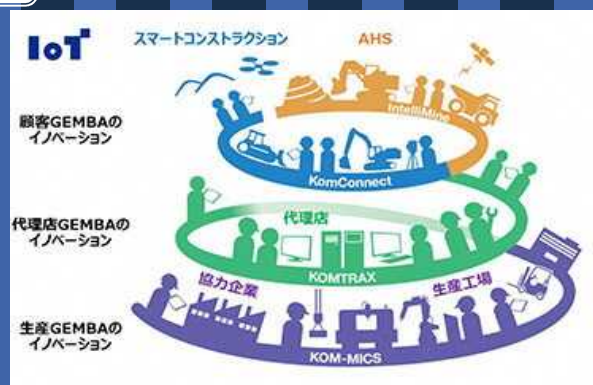 IoT
スマートコンストラクション
AHS
IntelliMine
顧客GEMBAの
イノベーション
KomConnect
代理店GEMBAの
イノベーション
代理店
KOMTRAX
協力企業
生産工場
生産GEMBAの
イノベーション
KOM-MICS